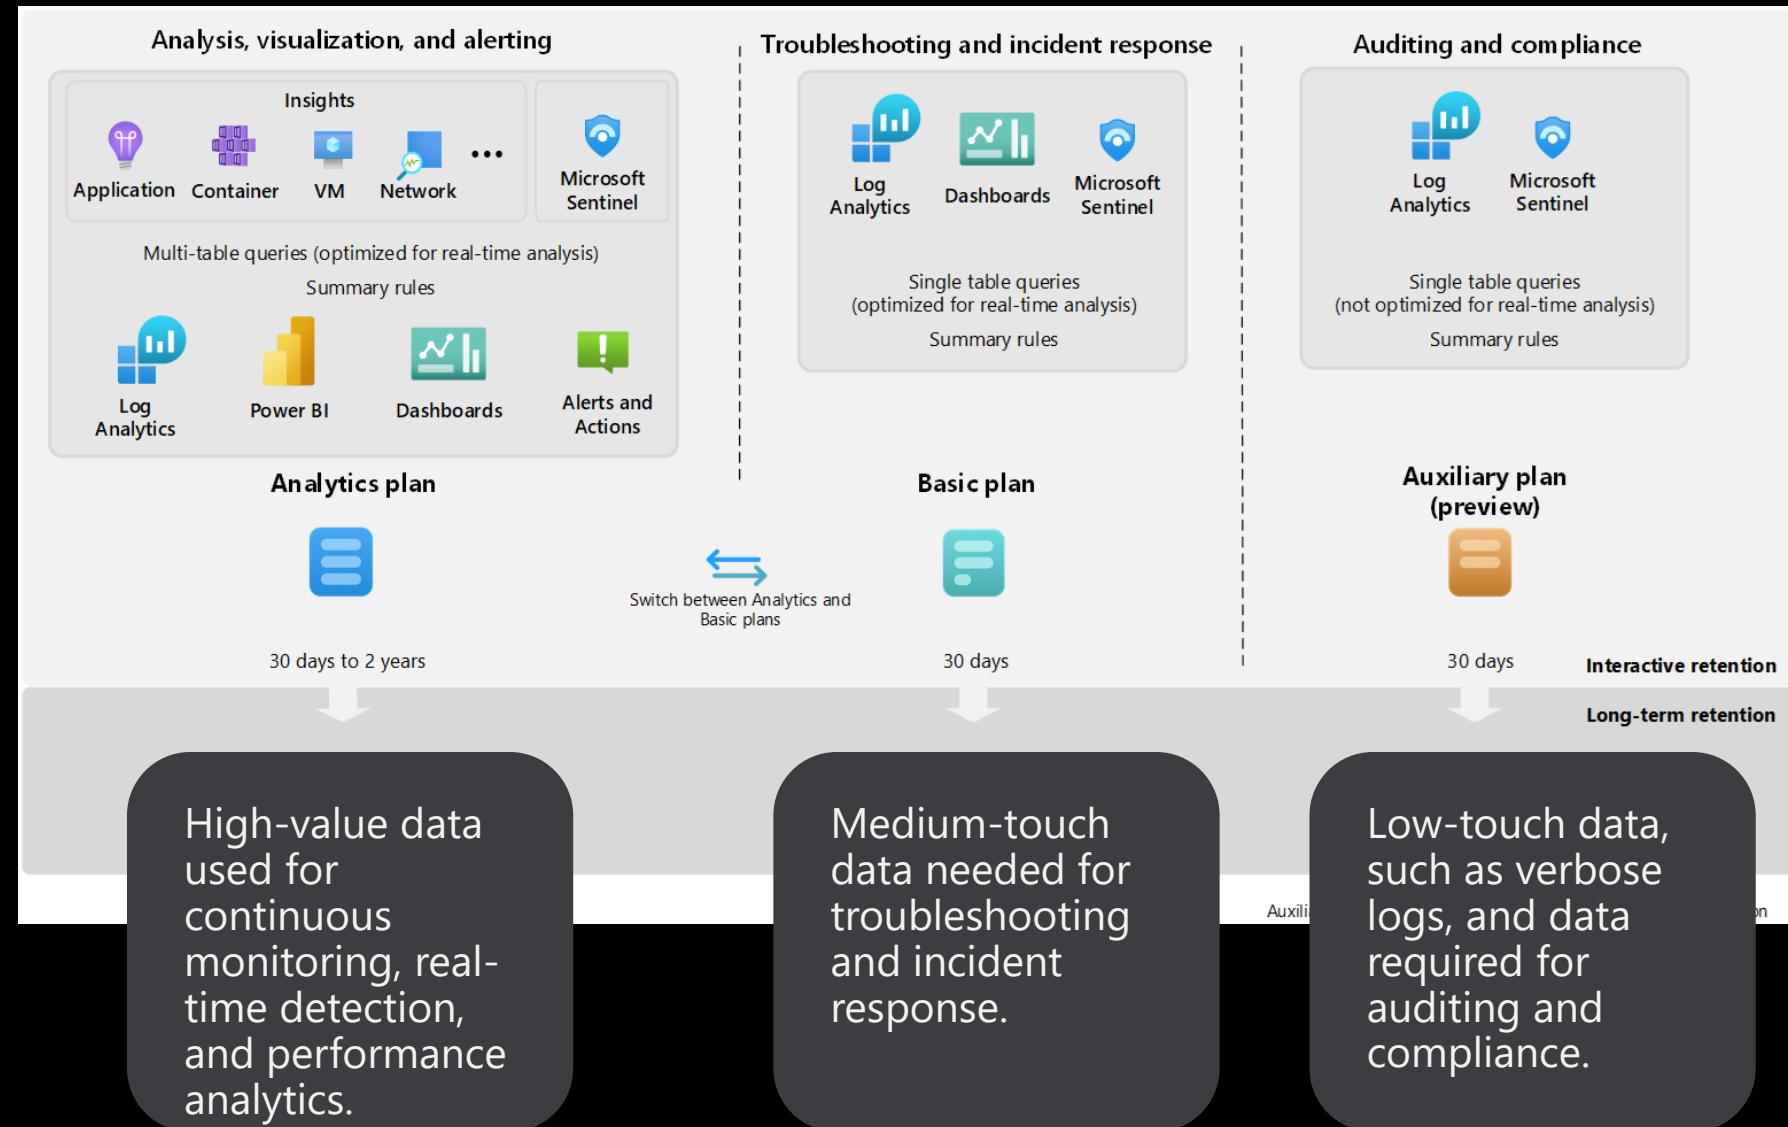 Analysis, visualization, and alerting
Insights
Application
Container
VM
Network
...
Microsoft
Sentinel
Multi-table queries (optimized for real-time analysis)
Summary rules
Log
Analytics
Power BI
Dashboards
Alerts and
Actions
Analytics plan
30 days to 2 years
Switch between Analytics and
Basic plans
Troubleshooting and incident response
Log
Analytics
Dashboards
Microsoft
Sentinel
Single table queries
(optimized for real-time analysis)
Summary rules
Basic plan
30 days
Auditing and compliance
Log
Analytics
Microsoft
Sentinel
Single table queries
(not optimized for real-time analysis)
Summary rules
Auxiliary plan
(preview)
30 days
Interactive retention
Long-term retention
High-value data
used for
continuous
monitoring, real-
time detection,
and performance
analytics.
Medium-touch
data needed for
troubleshooting
and incident
response.
Low-touch data,
such as verbose
logs, and data
required for
auditing and
compliance.